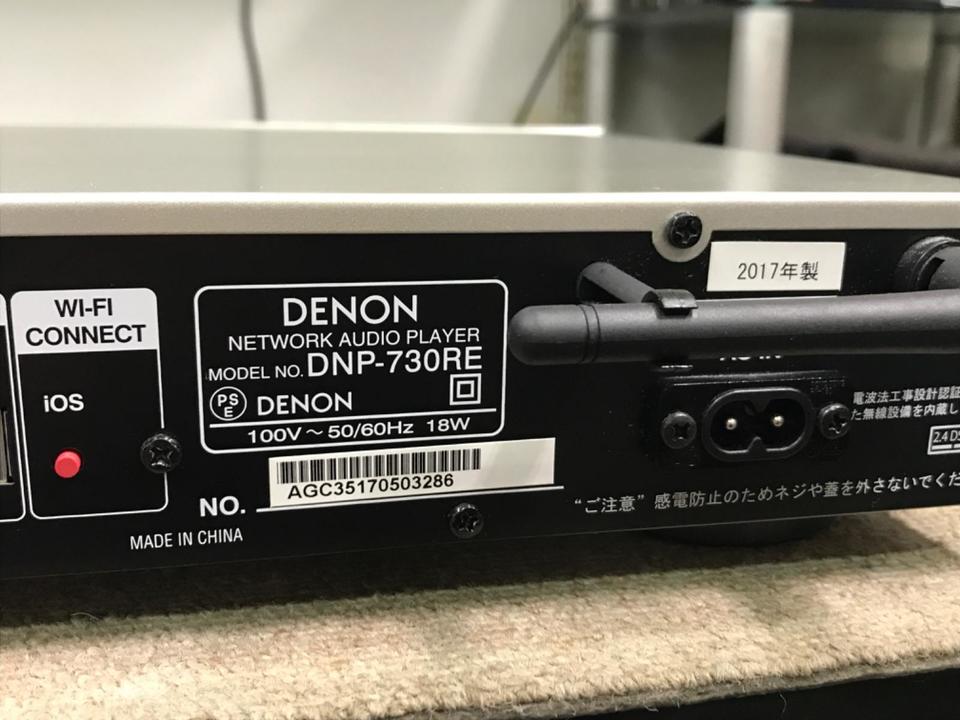 WI-FI
CONNECT
iOS
DENON
NETWORK AUDIO PLAYER
MODEL NO. DNP-730RE
PS
E
DENON
100V ~ 50/60Hz 18W
NO.
AGC35170503286
MADE IN CHINA
2017年製
電波法工事設計認証
た無線設備を内蔵し
2.4 DS
“ご注意” 感電防止のためネジや蓋を外さないでくだ